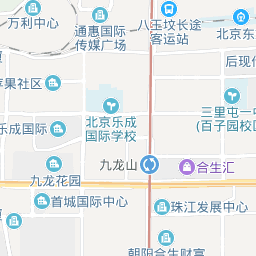 万利中心
通惠国际
传媒广场
八王坟长途
客运站
北京东
后现代
苹果社区
北京乐成
国际学校
三里屯一中
(百子园校区
乐成国际
九龙山
合生汇
九龙花园
首城国际中心
珠江发展中心
朝阳合生财富